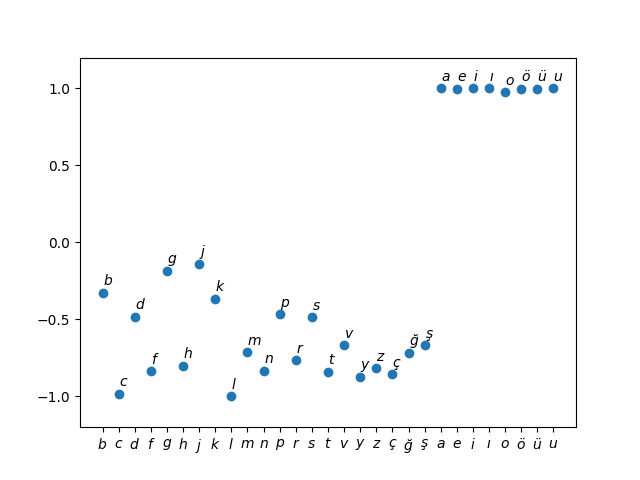 a e i ı o ö ü u
1.0
0.5
0.0
j
g
b
k
d
p
s
−0.5
v
ş
m
ğ
r
h
z
f
n
t
ç
y
c
l
−1.0
b c d f g h j k l m n p r s t v y z ç ğ ş a e i ı o ö ü u